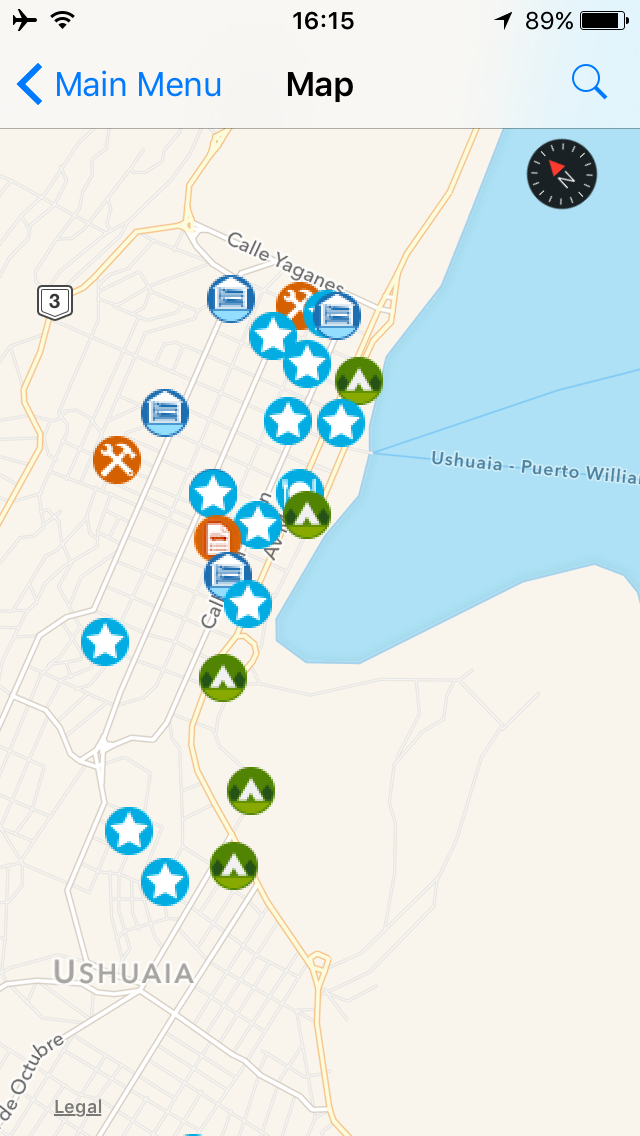 16:15
89%
Main Menu
Map
N
Calle Yaganes
3
Ushuaia - Puerto Willia
USHUAIA
de Octubre
Legal